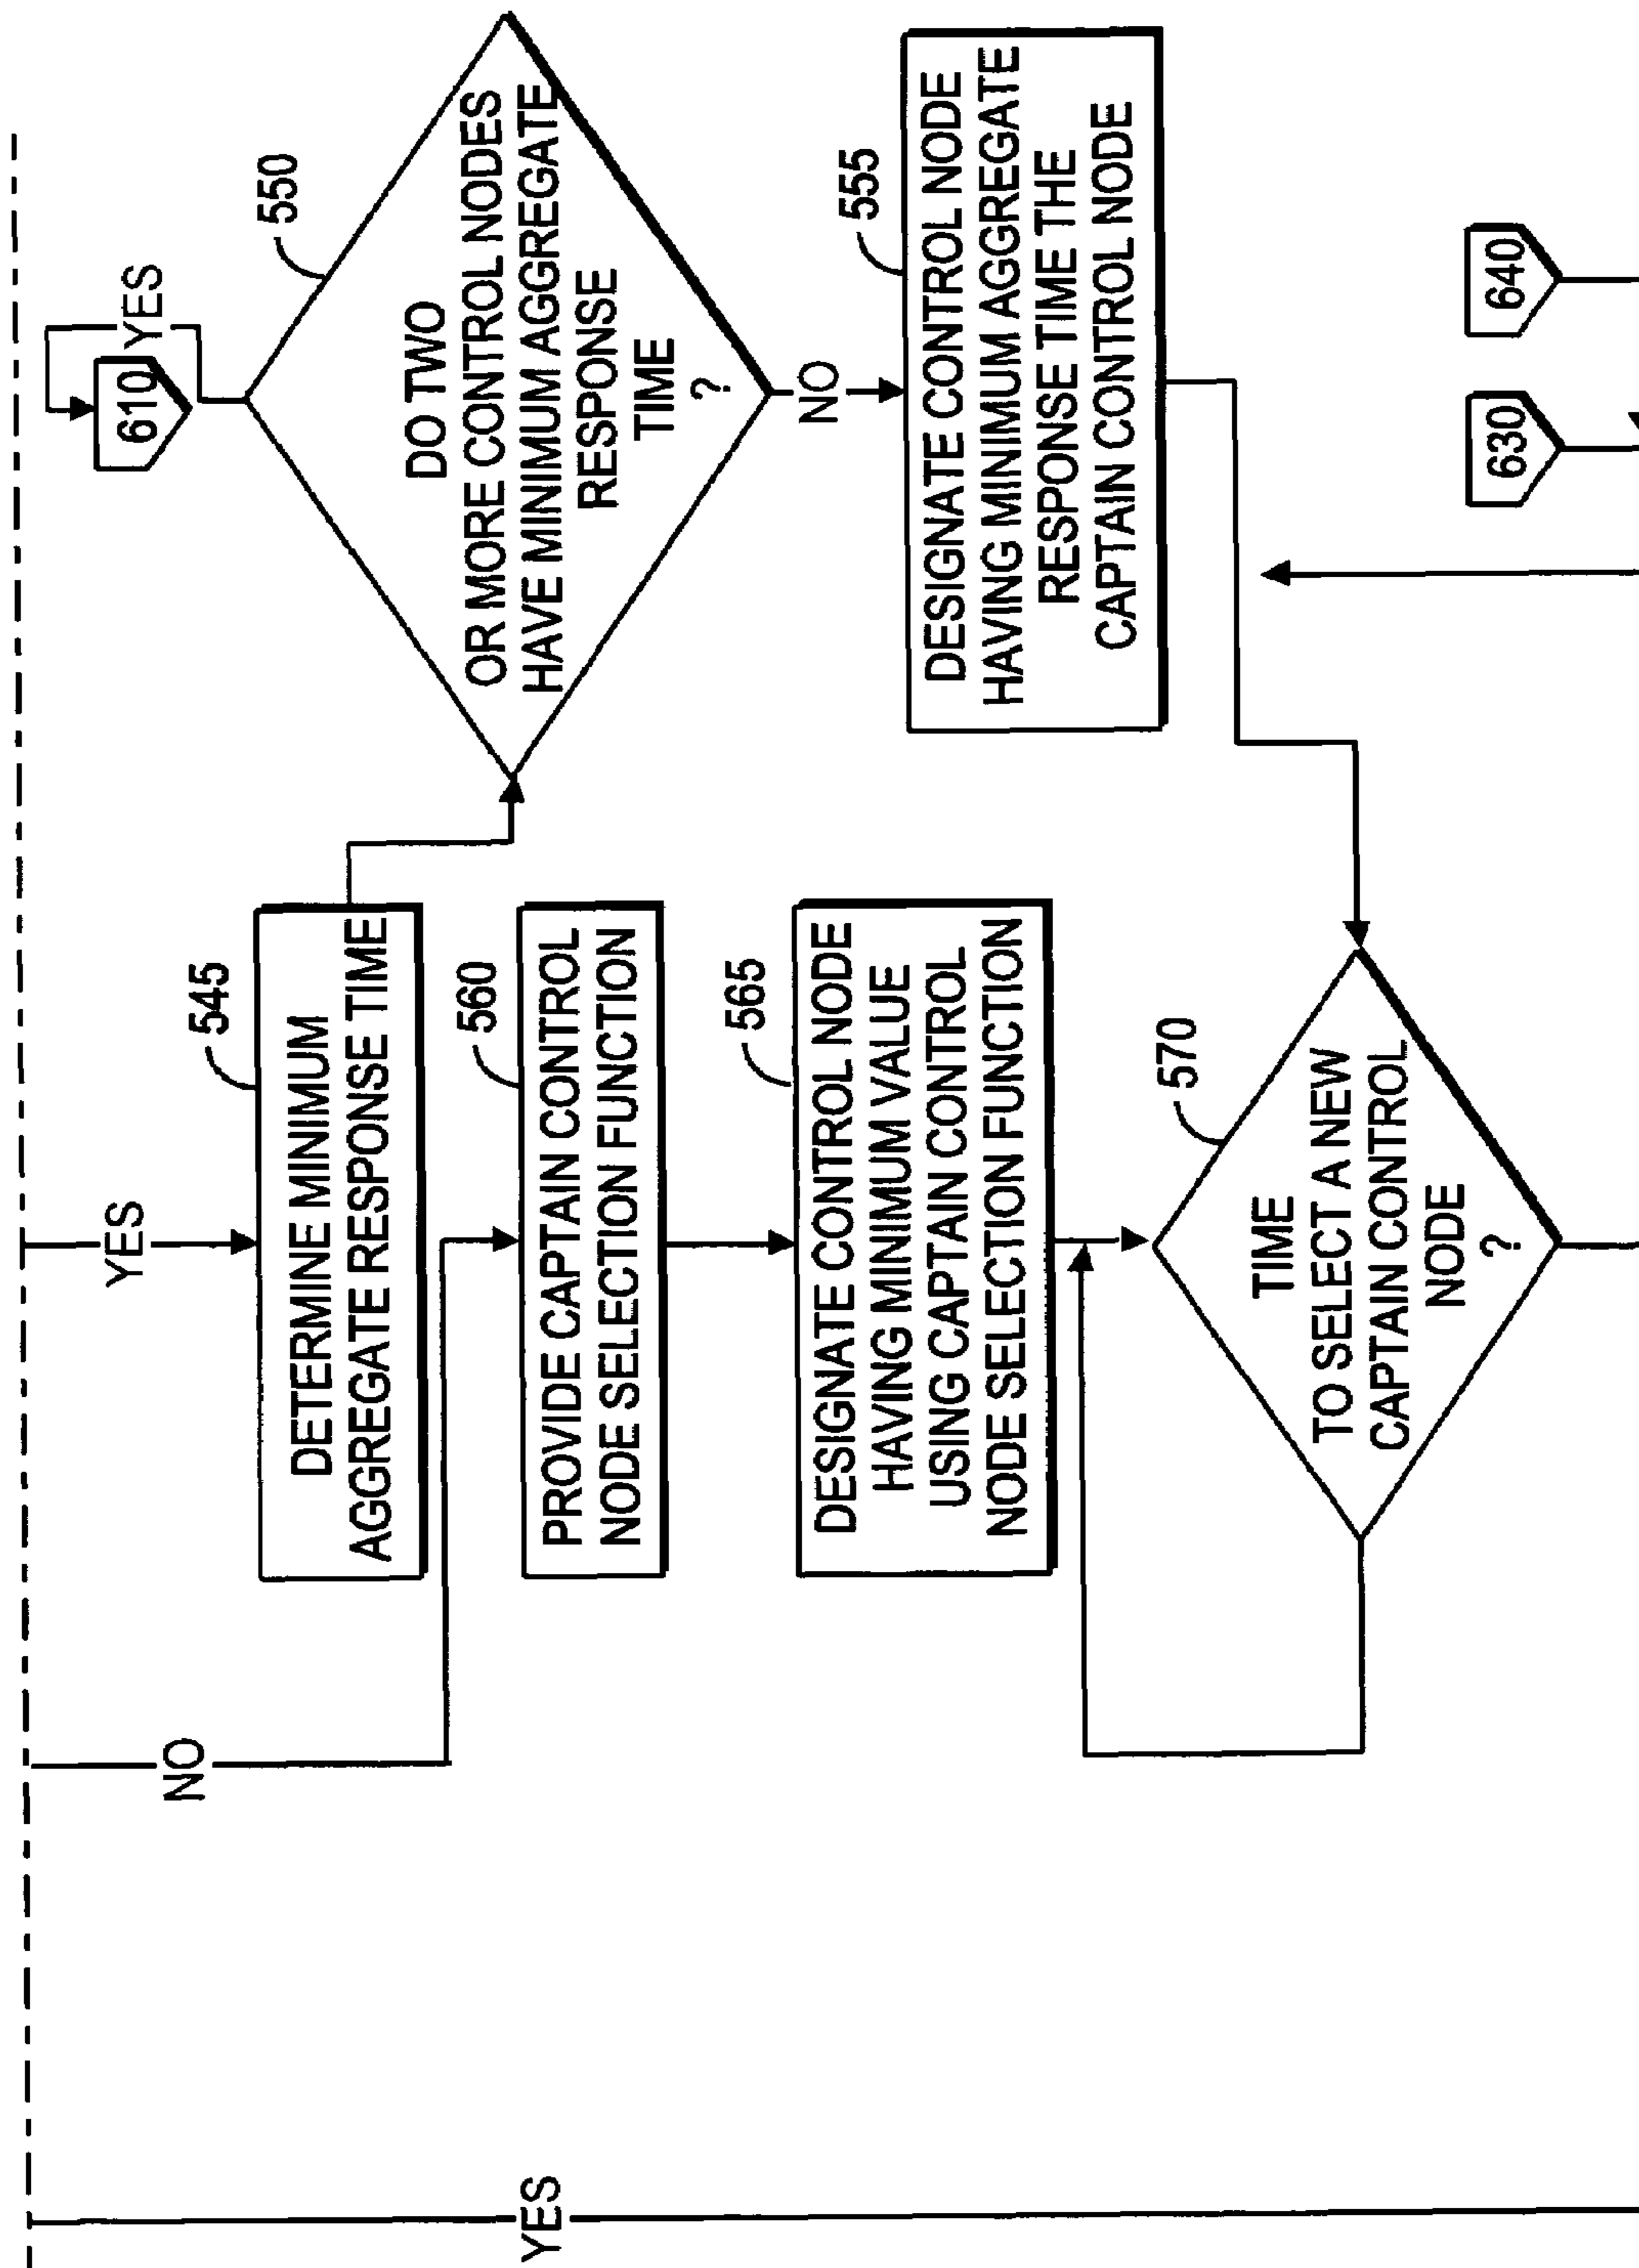 YES
NO
YES
545
DETERMINE MINIMUM
AGGREGATE RESPONSE TIME
560
PROVIDE CAPTAIN CONTROL
NODE SELECTION FUNCTION
565
DESIGNATE CONTROL NODE
HAVING MINIMUM VALUE
USING CAPTAIN CONTROL
NODE SELECTION FUNCTION
570
TIME
TO SELECT A NEW
CAPTAIN CONTROL
NODE
?
610
YES
550
DO TWO
OR MORE CONTROL NODES
HAVE MINIMUM AGGREGATE
RESPONSE
TIME
?
NO
555
DESIGNATE CONTROL NODE
HAVING MINIMUM AGGREGATE
RESPONSE TIME THE
CAPTAIN CONTROL NODE
630
640